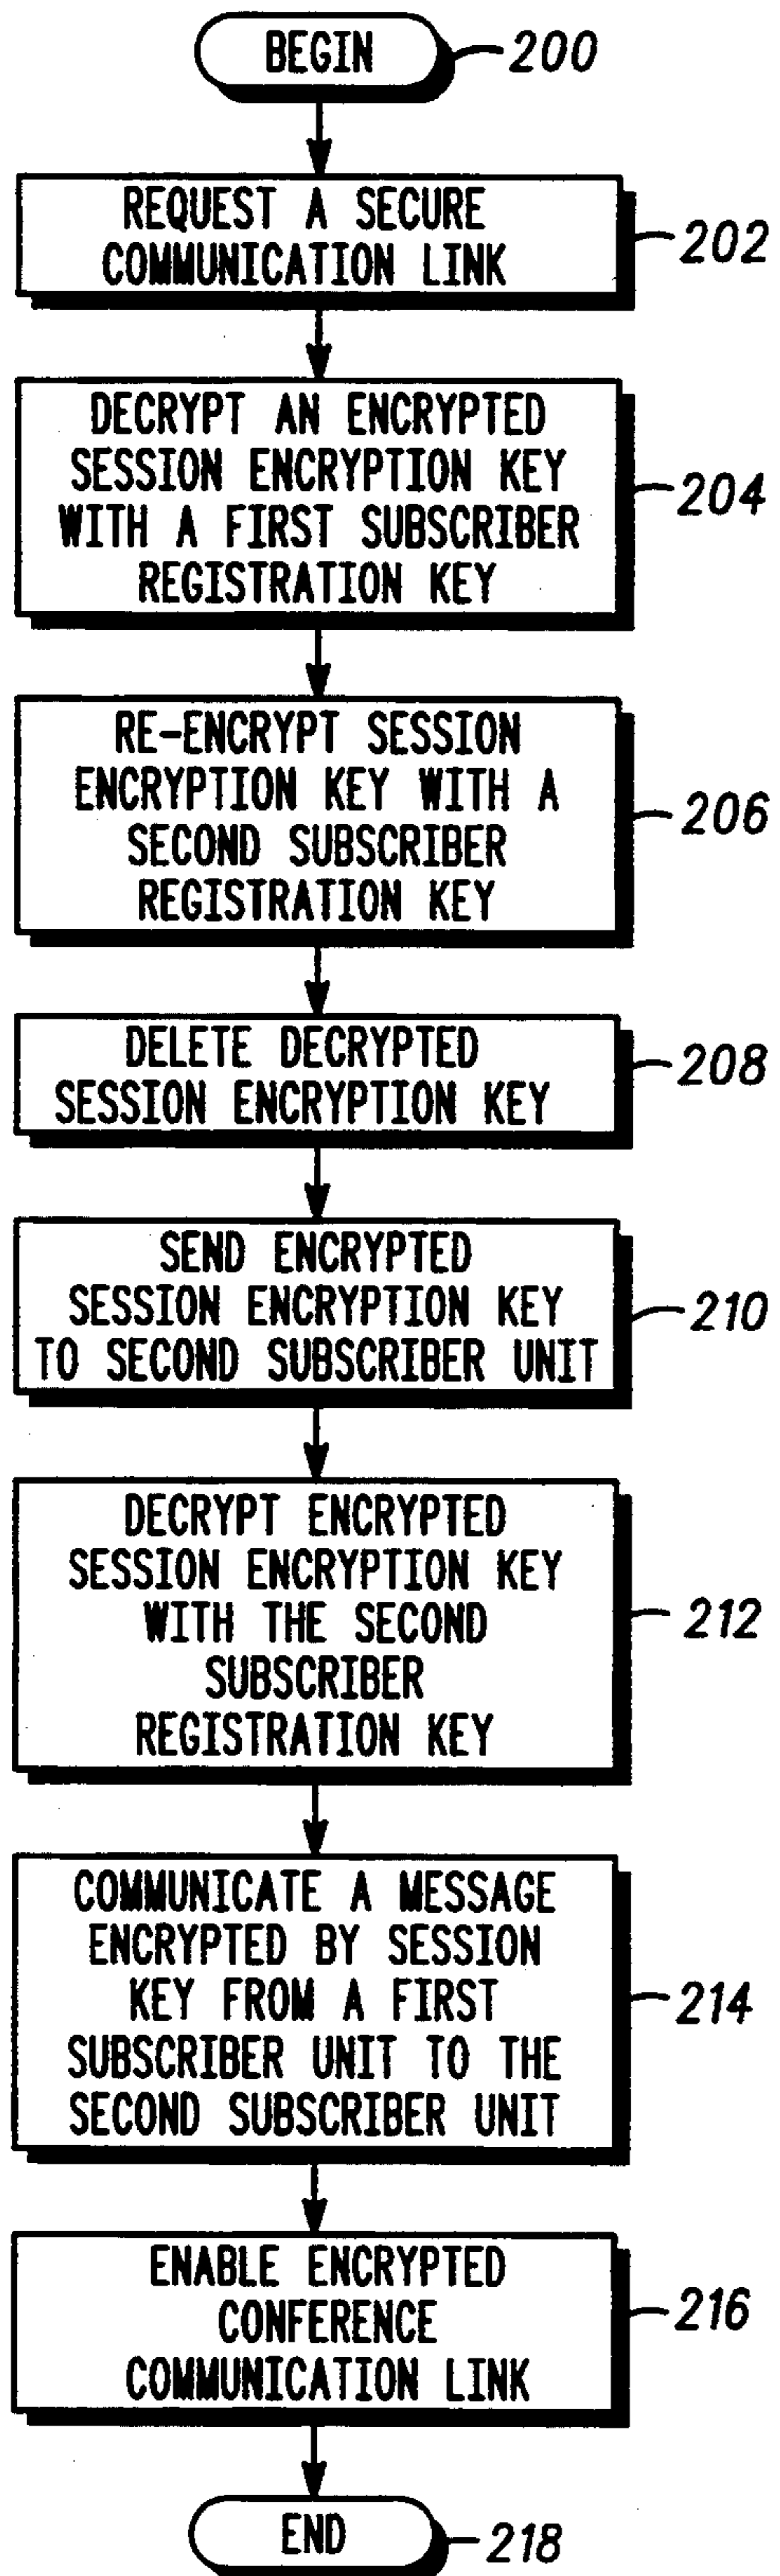 BEGIN
200
REQUEST A SECURE
COMMUNICATION LINK
202
DECRYPT AN ENCRYPTED
SESSION ENCRYPTION KEY
WITH A FIRST SUBSCRIBER
REGISTRATION KEY
204
RE-ENCRYPT SESSION
ENCRYPTION KEY WITH A
SECOND SUBSCRIBER
REGISTRATION KEY
206
DELETE DECRYPTED
SESSION ENCRYPTION KEY
208
SEND ENCRYPTED
SESSION ENCRYPTION KEY
TO SECOND SUBSCRIBER UNIT
210
DECRYPT ENCRYPTED
SESSION ENCRYPTION KEY
WITH THE SECOND
SUBSCRIBER
REGISTRATION KEY
212
COMMUNICATE A MESSAGE
ENCRYPTED BY SESSION
KEY FROM A FIRST
SUBSCRIBER UNIT TO THE
SECOND SUBSCRIBER UNIT
214
ENABLE ENCRYPTED
CONFERENCE
COMMUNICATION LINK
216
END
218